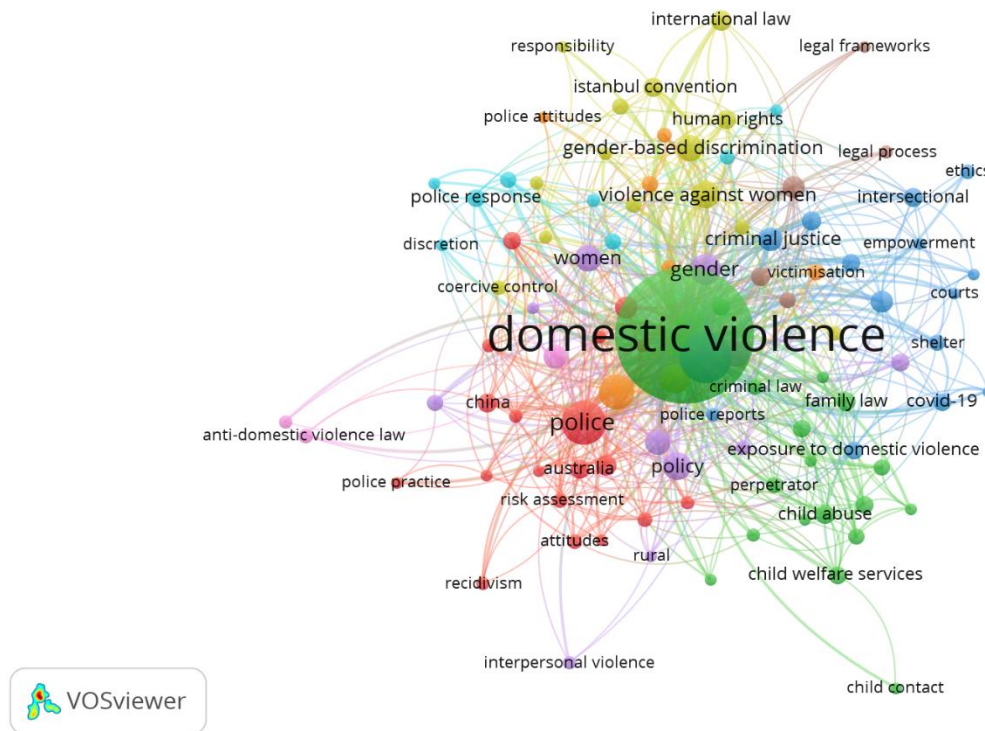 international law
responsibility
legal frameworks
istanbul convention
police attitudes
human rights
gender-based discrimination
legal process
ethics
police response
violence against women
intersectional
discretion
women
criminal justice
empowerment
gender
victimisation
coercive control
courts
domestic violence
shelter
criminal law
china
family law
covid-19
police reports
police
anti-domestic violence law
exposure to domestic violence
australia
policy
police practice
perpetrator
risk assessment
child abuse
attitudes
rural
child welfare services
recidivism
interpersonal violence
child contact
VOSviewer